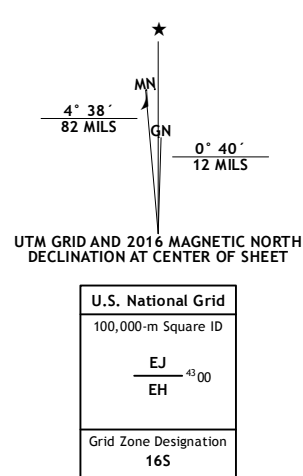 MN
4° 38´
82 MILS
GN
0° 40´
12 MILS
UTM GRID AND 2016 MAGNETIC NORTH
DECLINATION AT CENTER OF SHEET
U.S. National Grid
100,000-m Square ID
EJ
4300
EH
Grid Zone Designation
16S